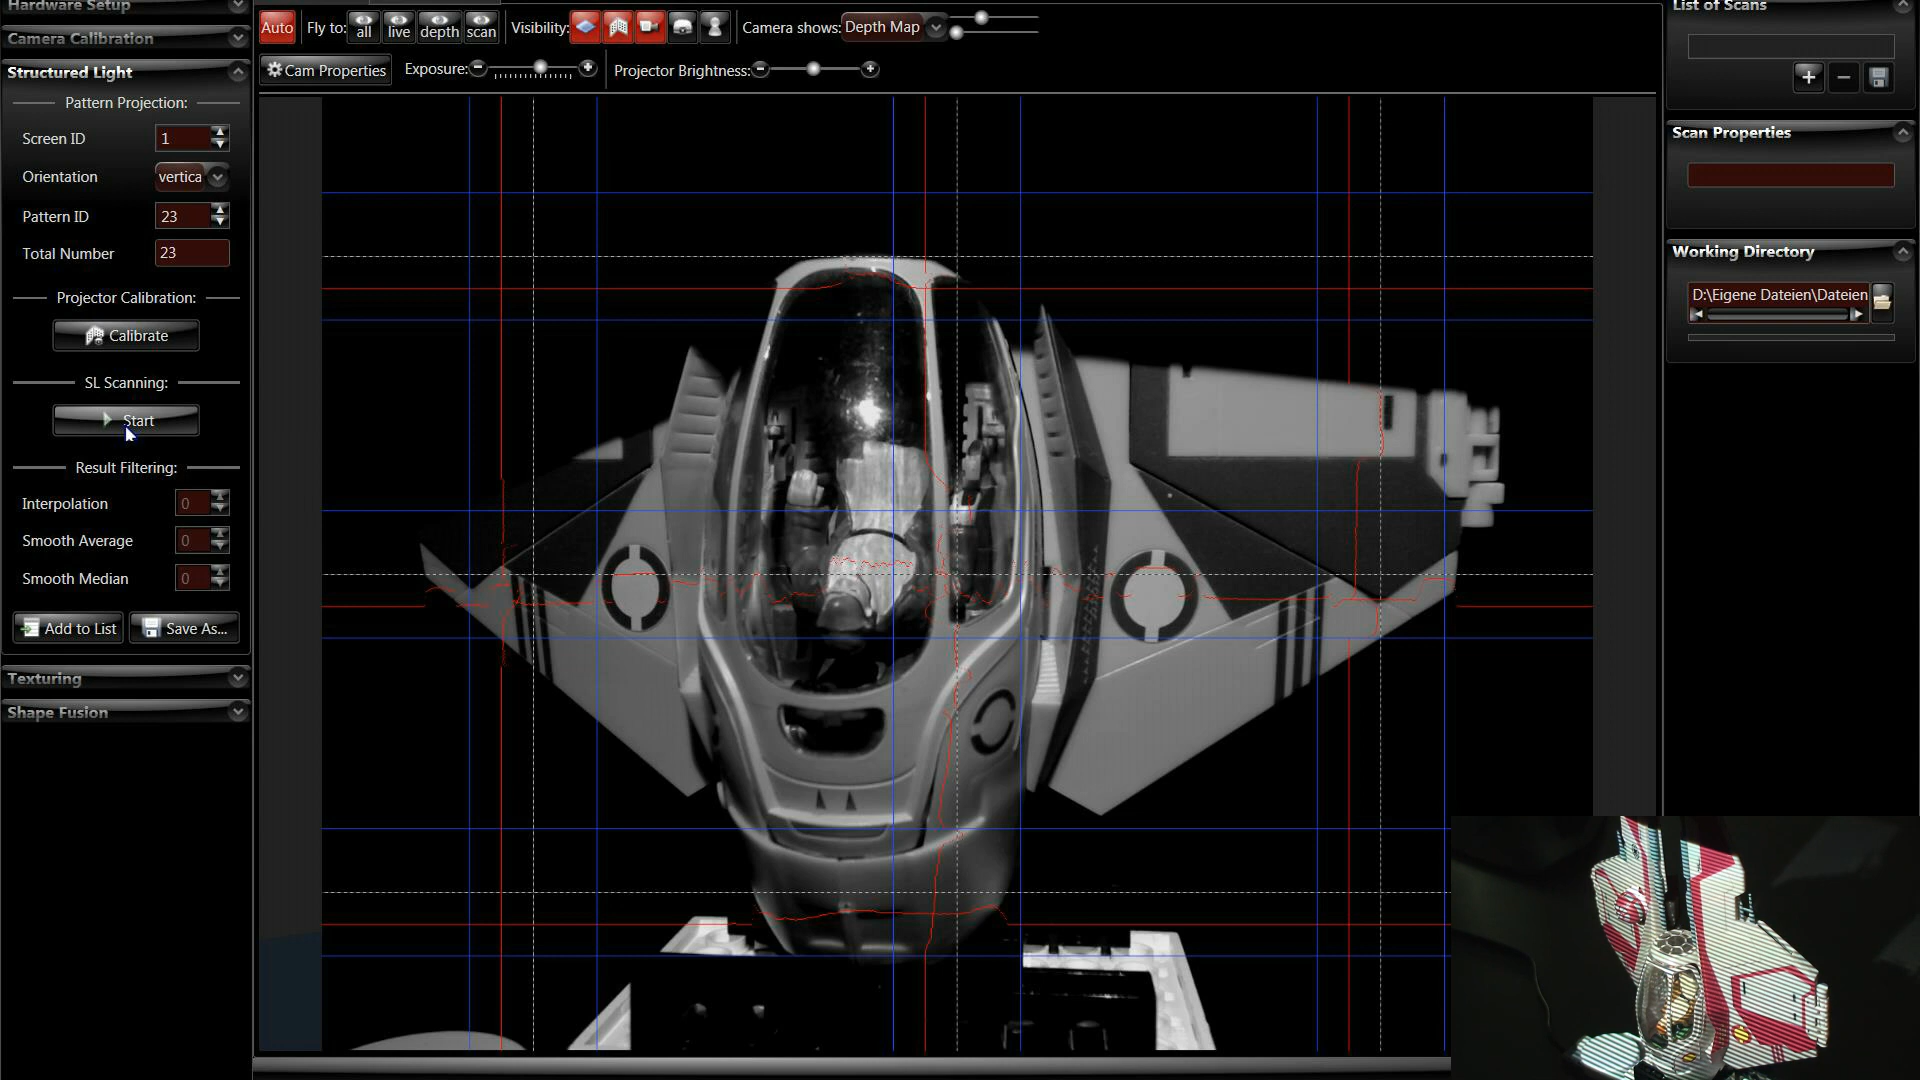 Hardware Setup
Camera Calibration
Structured Light
Pattern Projection:
Screen ID 1
Orientation vertica
Pattern ID 23
Total Number 23
Projector Calibration:
Calibrate
SL Scanning:
Start
Result Filtering:
Interpolation 0
Smooth Average 0
Smooth Median 0
Add to List Save As...
Texturing
Shape Fusion
Auto Fly to: all live depth scan Visibility: Camera shows: Depth Map
Cam Properties Exposure: Projector Brightness:
List of Scans
Scan Properties
Working Directory
D:\Eigene Dateien\Dateien